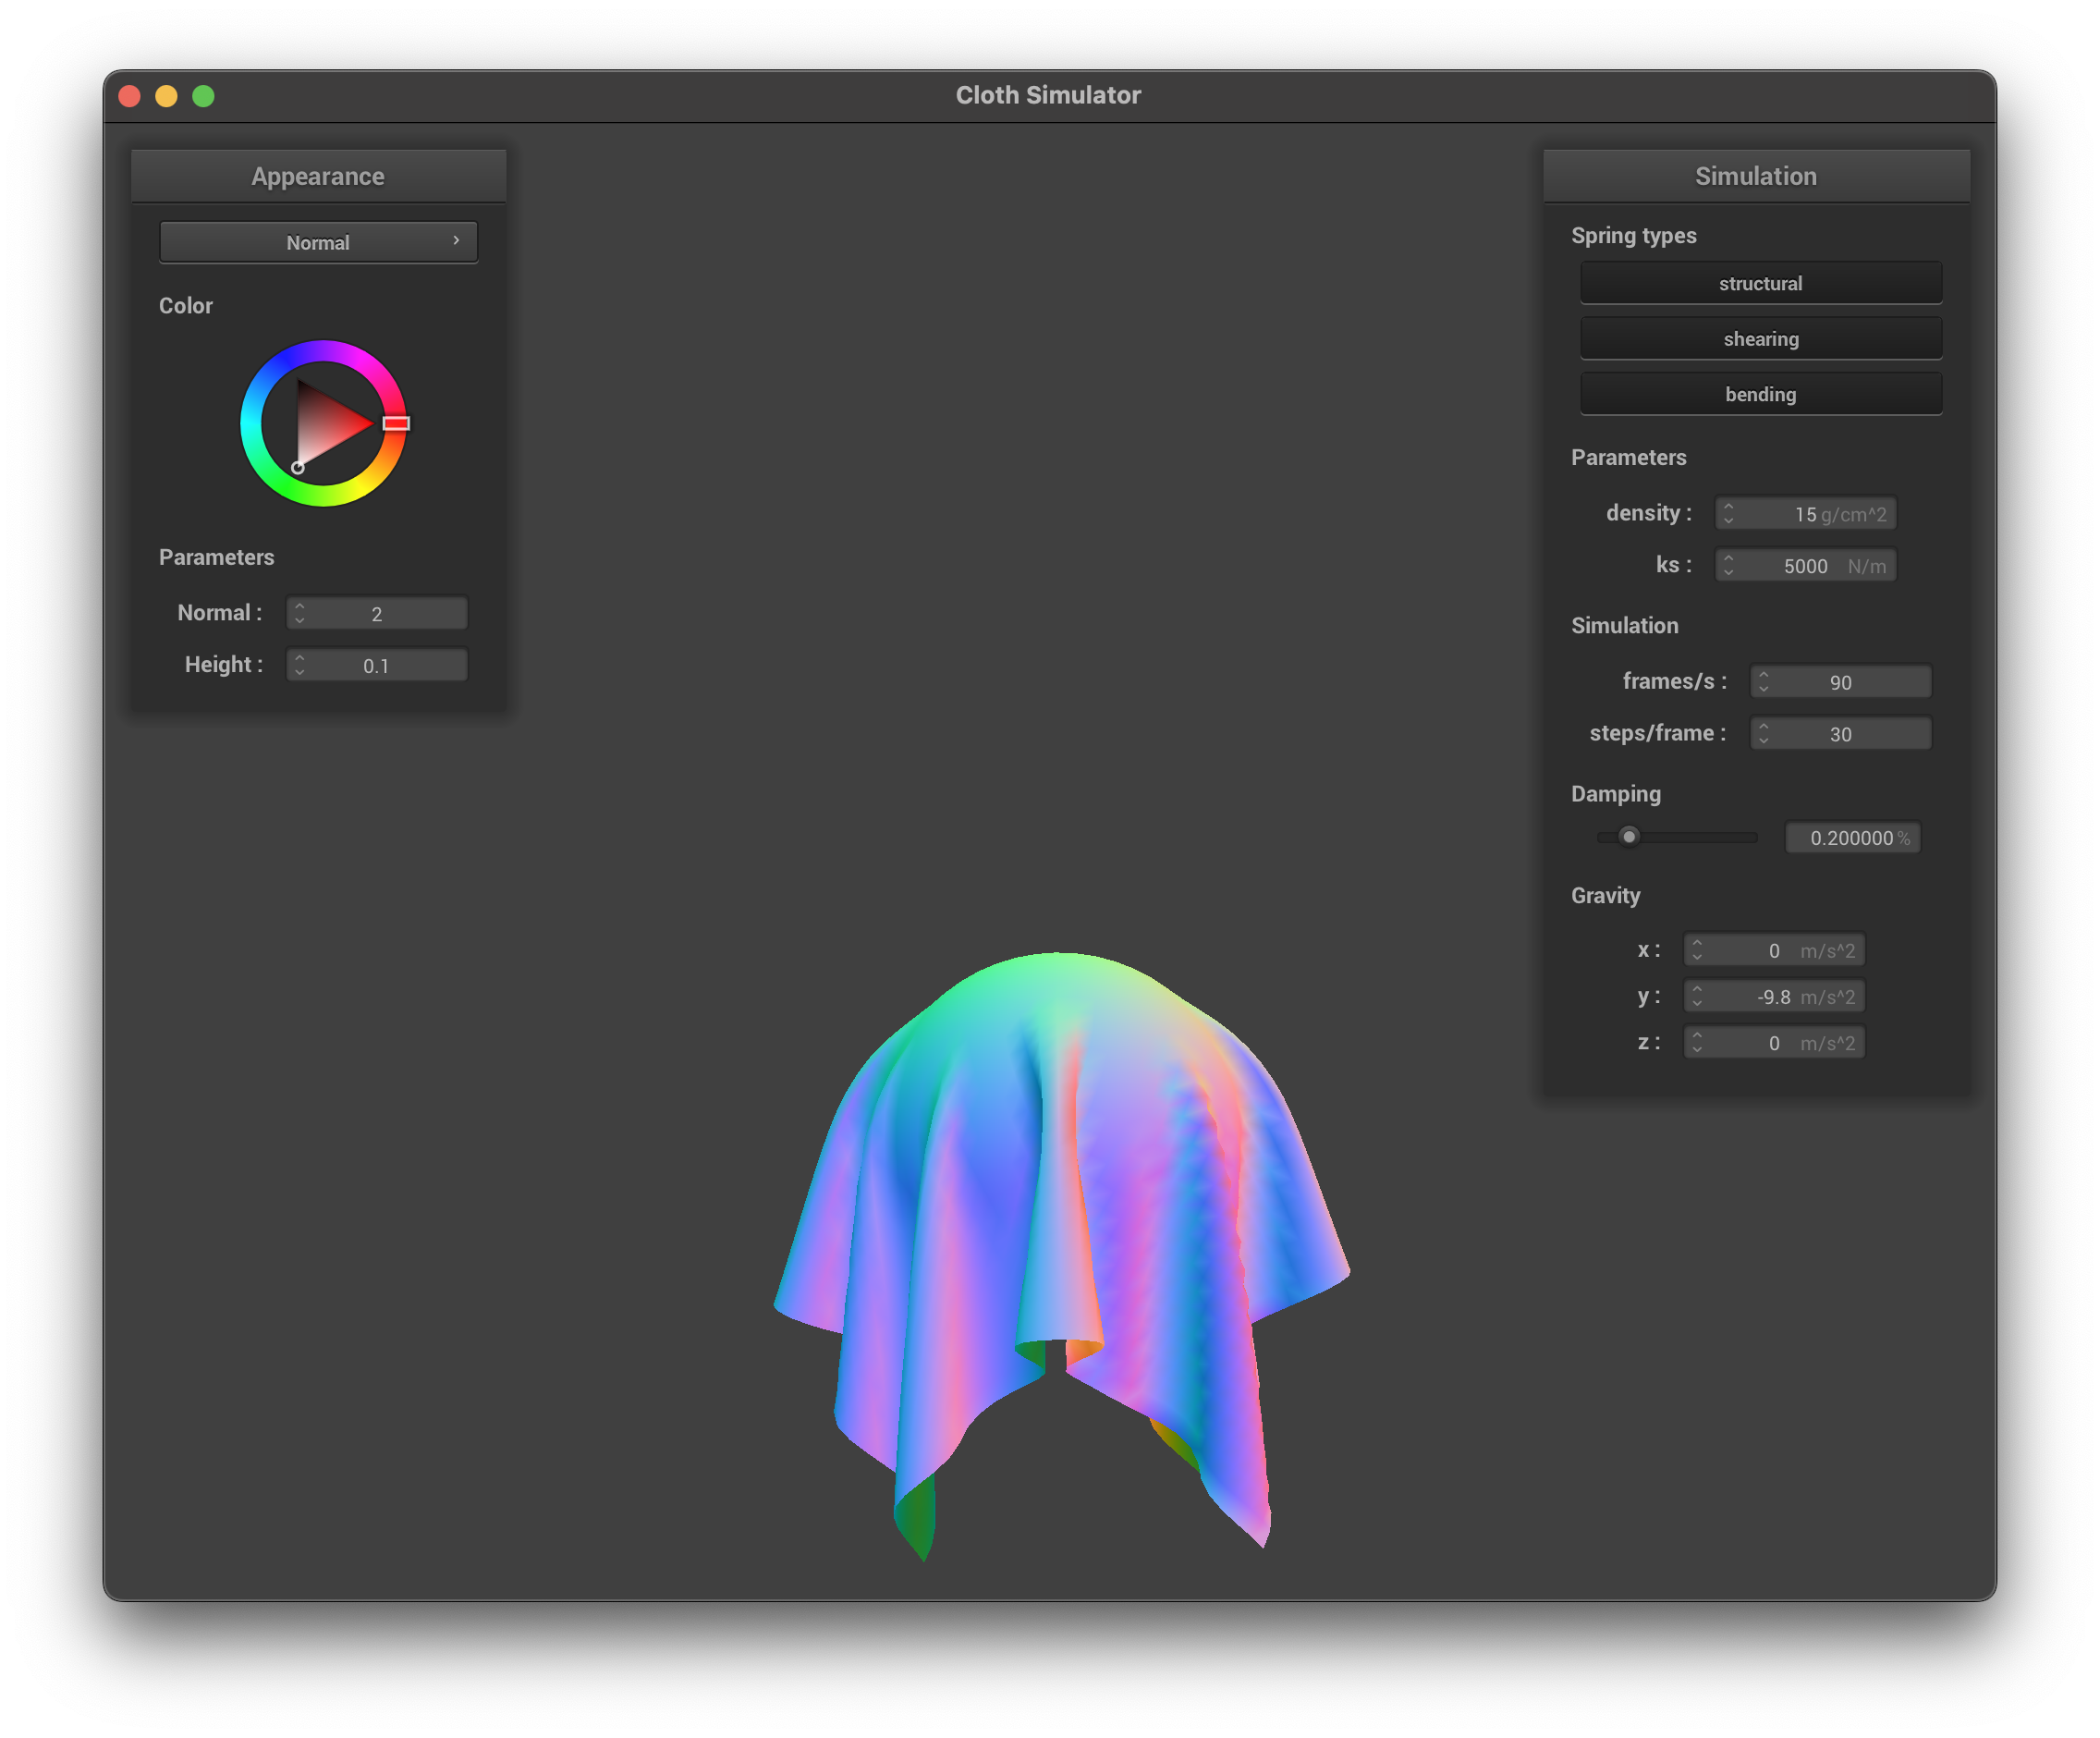 Cloth Simulator
Appearance
Normal
Color
Parameters
Normal : 2
Height : 0.1
Simulation
Spring types
structural
shearing
bending
Parameters
density : 15 g/cm^2
ks : 5000 N/m
Simulation
frames/s : 90
steps/frame : 30
Damping
0.200000 %
Gravity
x : 0 m/s^2
y : -9.8 m/s^2
z : 0 m/s^2